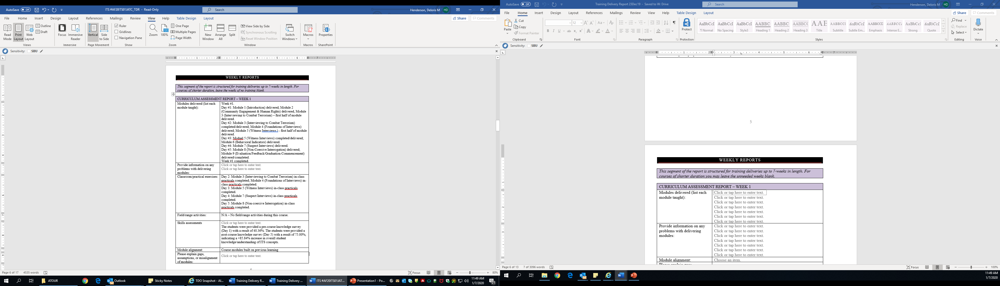 AutoSave Off ITS #AF20ITS01JATC_TDR - Read-Only Search Henderson, Deloris M HD
File Home Insert Design Layout References Mailings Review View Help Table Design Layout Share Comments
Read Mode Print Layout Web Layout Outline Draft
Focus Immersive Reader Vertical Side to Side
Ruler Gridlines Navigation Pane
Zoom 100% One Page Multiple Pages Page Width
New Window Arrange All Split View Side by Side Synchronous Scrolling Reset Window Position Switch Windows Macros Properties
Views Immersive Page Movement Show Zoom Window Macros SharePoint
Sensitivity: SBU
WEEKLY REPORTS
This segment of the report is structured for training deliveries up to 7-weeks in length. For
courses of shorter duration, leave the weeks of no training blank.
CURRICULUM ASSESSMENT REPORT – WEEK 1
Modules delivered (list each
module taught):
Week #1.
Day #1: Module 1 (Introduction) delivered, Module 2
(Community Engagement & Human Rights) delivered, Module
3 (Interviewing to Combat Terrorism) – first half of module
delivered.
Day #2: Module 3 (Interviewing to Combat Terrorism)
completed/delivered; Module 4 (Foundations of Interviews)
delivered; Module 5 (Witness Interviews.) - first half of module
delivered.
Day #3: Moduel 5 (Witness Interviews) completed/delivered;
Module 6 (Behavioral Indicators) delivered.
Day #4: Module 7 (Suspect Interviews) delivered.
Day #5: Module 8 (Non-Coercive Interrogation) delivered;
Module 9 (Evaluation/Feedback/Graduation-Commencement)
delivered/completed.
Week #1 completed.
Provide information on any
problems with delivering
modules:
Click or tap here to enter text.
Click or tap here to enter text.
Classroom/practical exercises:
Day 2: Module 3 (Interviewing to Combat Terrorism) in-class
practicals completed; Module 4 (Foundations of Interviews) in-
class practicals completed.
Day 3: Module 5 (Witness Interviews) in-class practicals
completed.
Day 4: Module 7 (Suspect Interviews) in-class practicals
completed.
Day 5: Module 8 (Non-coercive Interrogation) in-class
practicals completed.
Field/range activities:
N/A – No field/range activities during this course.
Skills assessments
Click or tap here to enter text.
The students were provided a pre-course knowledge survey
(Day 1) with a result of 40.36%. The students were provided a
post-course knowledge survey (Day 5) with a result of 75.00%,
indicating a +85.84% increase in overall student
knowledge/understanding of ITS concepts.
Module alignment:
Course modules built on previous learning
Please explain gaps,
assumptions, or misalignment
of modules:
Click or tap here to enter text.
Page 6 of 17 4535 words Focus 80%
ATOUR Outlook Sticky Notes TDO Snapshot - Al... Training Delivery R... Training Delivery ... ITS #AF20ITS01JAT... Presentation1 - Po... 11:49 AM
1/7/2020
21
AutoSave Off Training Delivery Report 23Dec19 - Saved to W: Drive Search Henderson, Deloris M HD
File Home Insert Design Layout References Mailings Review View Help Table Design Layout Share Comments
Paste Cut Copy Format Painter
12
Protect
AaBbCcI AaBbCcI AaBbCcI AABBC AABBC AABBCC AAE AABBCCI AaBbCcL AABBCCD AABBCCI AaBbCcI AaBbCcL
¶ Normal No Spacing Style3 Heading 1 Heading 2 Heading 3 Title Subtitle Subtle Em... Emphasis Intense E... Strong Quote
Find Replace Select Dictate
Clipboard Font Paragraph Protection Styles Editing Voice
Sensitivity: SBU
5
WEEKLY REPORTS
This segment of the report is structured for training deliveries up to 7-weeks in length. For
courses of shorter duration you may leave the unneeded weeks blank.
CURRICULUM ASSESSMENT REPORT – WEEK 1
Modules delivered (list each
module taught):
Click or tap here to enter text.
Click or tap here to enter text.
Click or tap here to enter text.
Click or tap here to enter text.
Click or tap here to enter text.
Click or tap here to enter text.
Click or tap here to enter text.
Provide information on any
problems with delivering
modules:
Click or tap here to enter text.
Click or tap here to enter text.
Click or tap here to enter text.
Click or tap here to enter text.
Click or tap here to enter text.
Click or tap here to enter text.
Click or tap here to enter text.
Module alignment:
Choose an item.
Page 6 of 13 7 of 3096 words Focus 100%
11:49 AM
1/7/2020